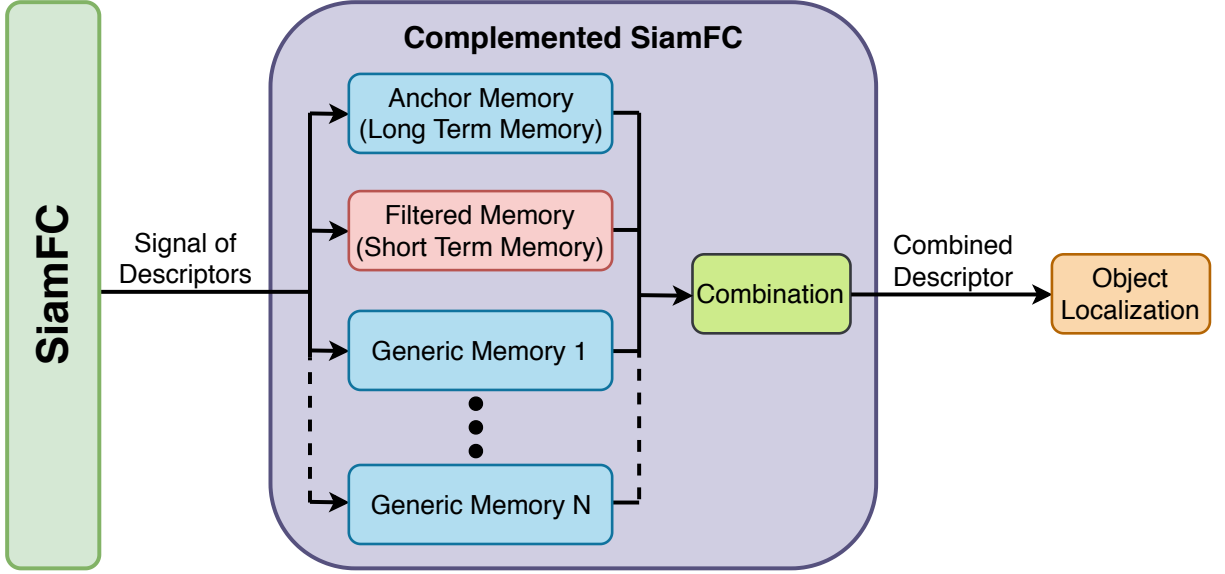 SiamFC
Signal of
Descriptors
Complemented SiamFC
Anchor Memory
(Long Term Memory)
Filtered Memory
(Short Term Memory)
Generic Memory 1
Generic Memory N
Combination
Combined
Descriptor
Object
Localization